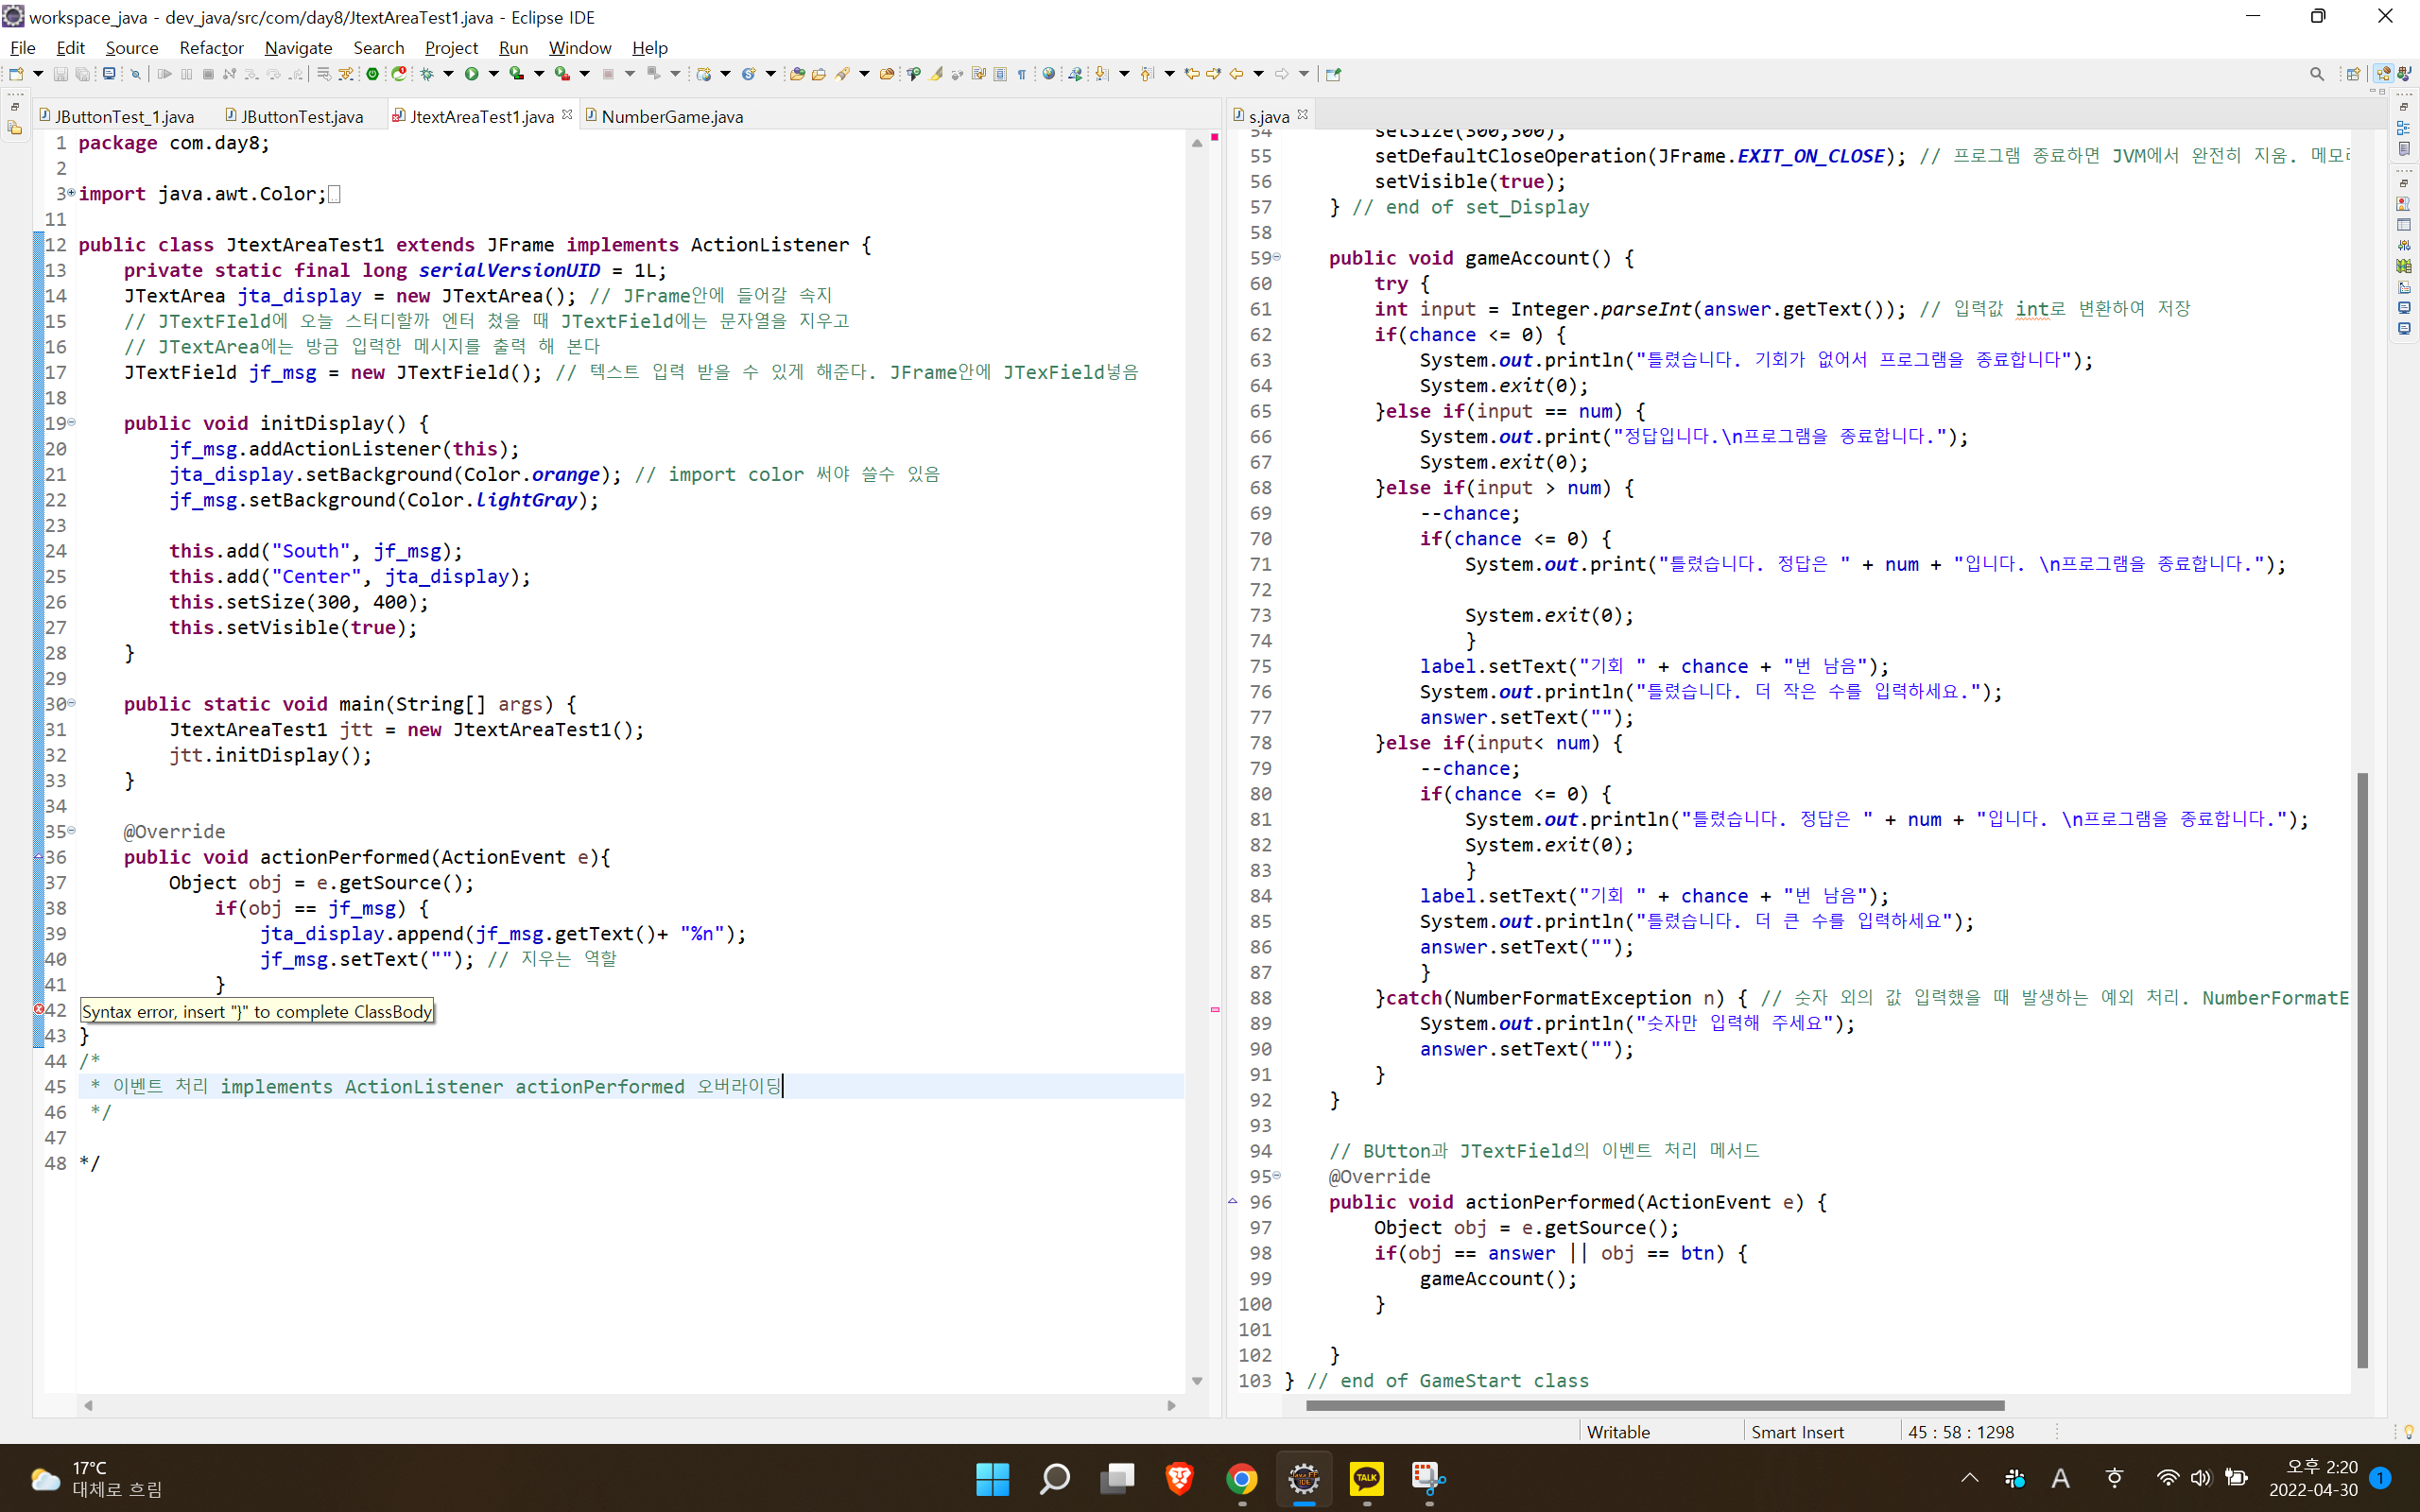 workspace_java - dev_java/src/com/day8/JtextAreaTest1.java - Eclipse IDE
File Edit Source Refactor Navigate Search Project Run Window Help
JButtonTest_1.java JButtonTest.java JtextAreaTest1.java NumberGame.java
1 package com.day8;
2
3 import java.awt.Color;
11
12 public class JtextAreaTest1 extends JFrame implements ActionListener {
13 private static final long serialVersionUID = 1L;
14 JTextArea jta_display = new JTextArea(); // JFrame안에 들어갈 속지
15 // JTextFIeld에 오늘 스터디할까 엔터 쳤을 때 JTextField에는 문자열을 지우고
16 // JTextArea에는 방금 입력한 메시지를 출력 해 본다
17 JTextField jf_msg = new JTextField(); // 텍스트 입력 받을 수 있게 해준다. JFrame안에 JTexField넣음
18
19 public void initDisplay() {
20 jf_msg.addActionListener(this);
21 jta_display.setBackground(Color.orange); // import color 써야 쓸수 있음
22 jf_msg.setBackground(Color.lightGray);
23
24 this.add("South", jf_msg);
25 this.add("Center", jta_display);
26 this.setSize(300, 400);
27 this.setVisible(true);
28 }
29
30 public static void main(String[] args) {
31 JtextAreaTest1 jtt = new JtextAreaTest1();
32 jtt.initDisplay();
33 }
34
35 @Override
36 public void actionPerformed(ActionEvent e){
37 Object obj = e.getSource();
38 if(obj == jf_msg) {
39 jta_display.append(jf_msg.getText()+ "%n");
40 jf_msg.setText(""); // 지우는 역할
41 }
42 Syntax error, insert "}" to complete ClassBody
43 }
44 /*
45 * 이벤트 처리 implements ActionListener actionPerformed 오버라이딩
46 */
47
48 */
s.java
54 setSize(300,300);
55 setDefaultCloseOperation(JFrame.EXIT_ON_CLOSE); // 프로그램 종료하면 JVM에서 완전히 지움. 메모리
56 setVisible(true);
57 } // end of set_Display
58
59 public void gameAccount() {
60 try {
61 int input = Integer.parseInt(answer.getText()); // 입력값 int로 변환하여 저장
62 if(chance <= 0) {
63 System.out.println("틀렸습니다. 기회가 없어서 프로그램을 종료합니다");
64 System.exit(0);
65 }else if(input == num) {
66 System.out.print("정답입니다.\n프로그램을 종료합니다.");
67 System.exit(0);
68 }else if(input > num) {
69 --chance;
70 if(chance <= 0) {
71 System.out.print("틀렸습니다. 정답은 " + num + "입니다. \n프로그램을 종료합니다.");
72
73 System.exit(0);
74 }
75 label.setText("기회 " + chance + "번 남음");
76 System.out.println("틀렸습니다. 더 작은 수를 입력하세요.");
77 answer.setText("");
78 }else if(input< num) {
79 --chance;
80 if(chance <= 0) {
81 System.out.println("틀렸습니다. 정답은 " + num + "입니다. \n프로그램을 종료합니다.");
82 System.exit(0);
83 }
84 label.setText("기회 " + chance + "번 남음");
85 System.out.println("틀렸습니다. 더 큰 수를 입력하세요");
86 answer.setText("");
87 }
88 }catch(NumberFormatException n) { // 숫자 외의 값 입력했을 때 발생하는 예외 처리. NumberFormatE
89 System.out.println("숫자만 입력해 주세요");
90 answer.setText("");
91 }
92 }
93
94 // BUtton과 JTextField의 이벤트 처리 메서드
95 @Override
96 public void actionPerformed(ActionEvent e) {
97 Object obj = e.getSource();
98 if(obj == answer || obj == btn) {
99 gameAccount();
100 }
101
102 }
103 } // end of GameStart class
Writable Smart Insert 45 : 58 : 1298
17°C
대체로 흐림
TALK
Java EE
IDE
A
오후 2:20
2022-04-30
1